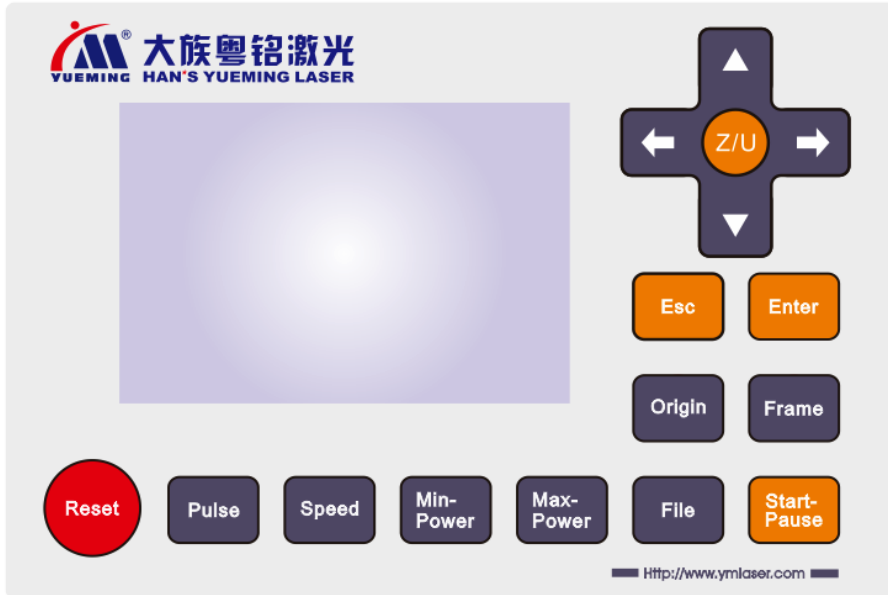 YUEMING
®
大族粤铭激光
HAN'S YUEMING LASER
Z/U
Esc
Enter
Origin
Frame
Reset
Pulse
Speed
Min-
Power
Max-
Power
File
Start-
Pause
Http://www.ymlaser.com